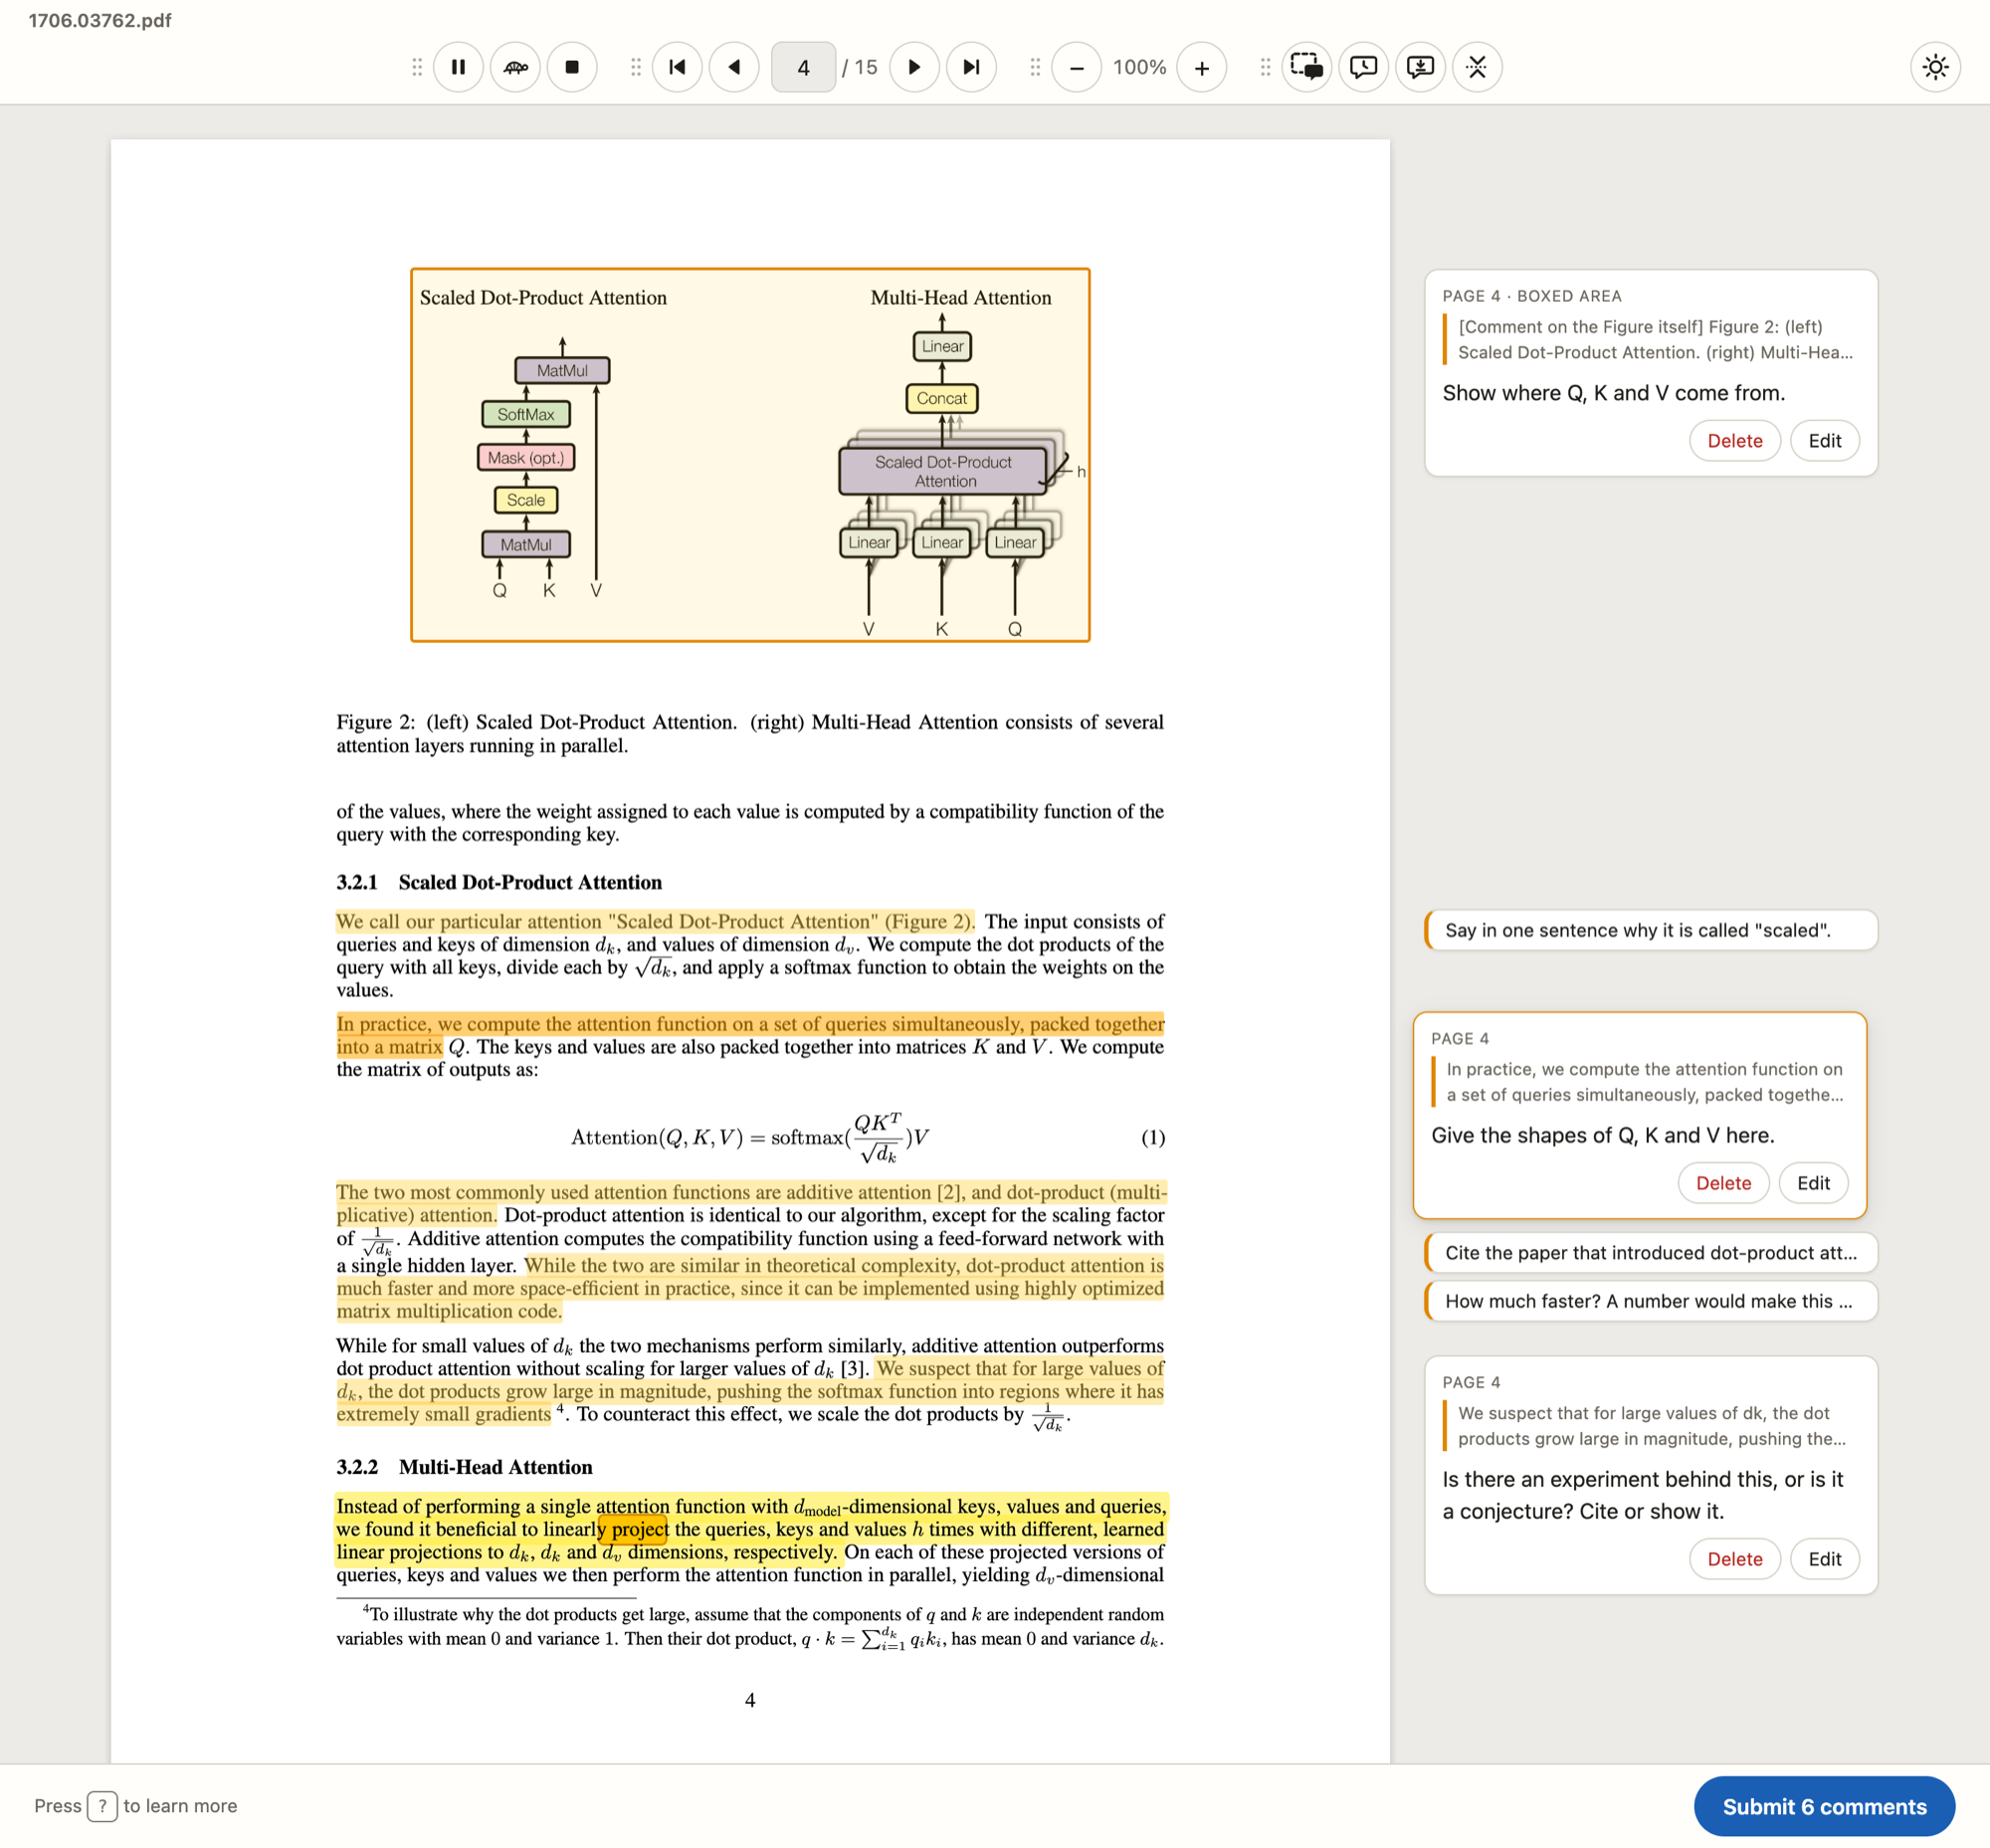 1706.03762.pdf
4 / 15
100%
Scaled Dot-Product Attention
MatMul
SoftMax
Mask (opt.)
Scale
MatMul
Q K V
Multi-Head Attention
Linear
Concat
Scaled Dot-Product
Attention
h
Linear Linear Linear
V K Q
Figure 2: (left) Scaled Dot-Product Attention. (right) Multi-Head Attention consists of several
attention layers running in parallel.
of the values, where the weight assigned to each value is computed by a compatibility function of the
query with the corresponding key.
3.2.1 Scaled Dot-Product Attention
We call our particular attention "Scaled Dot-Product Attention" (Figure 2). The input consists of
queries and keys of dimension dₖ, and values of dimension dᵥ. We compute the dot products of the
query with all keys, divide each by √dₖ, and apply a softmax function to obtain the weights on the
values.
In practice, we compute the attention function on a set of queries simultaneously, packed together
into a matrix Q. The keys and values are also packed together into matrices K and V. We compute
the matrix of outputs as:
Attention(Q, K, V) = softmax(QKᵀ/√dₖ)V (1)
The two most commonly used attention functions are additive attention [2], and dot-product (multi-
plicative) attention. Dot-product attention is identical to our algorithm, except for the scaling factor
of 1/√dₖ. Additive attention computes the compatibility function using a feed-forward network with
a single hidden layer. While the two are similar in theoretical complexity, dot-product attention is
much faster and more space-efficient in practice, since it can be implemented using highly optimized
matrix multiplication code.
While for small values of dₖ the two mechanisms perform similarly, additive attention outperforms
dot product attention without scaling for larger values of dₖ [3]. We suspect that for large values of
dₖ, the dot products grow large in magnitude, pushing the softmax function into regions where it has
extremely small gradients ⁴. To counteract this effect, we scale the dot products by 1/√dₖ.
3.2.2 Multi-Head Attention
Instead of performing a single attention function with d_model-dimensional keys, values and queries,
we found it beneficial to linearly project the queries, keys and values h times with different, learned
linear projections to dₖ, dₖ and dᵥ dimensions, respectively. On each of these projected versions of
queries, keys and values we then perform the attention function in parallel, yielding dᵥ-dimensional
⁴To illustrate why the dot products get large, assume that the components of q and k are independent random
variables with mean 0 and variance 1. Then their dot product, q · k = ∑ᵢ₌₁^dₖ qᵢkᵢ, has mean 0 and variance dₖ.
4
PAGE 4 · BOXED AREA
[Comment on the Figure itself] Figure 2: (left)
Scaled Dot-Product Attention. (right) Multi-Hea...
Show where Q, K and V come from.
Delete Edit
Say in one sentence why it is called "scaled".
PAGE 4
In practice, we compute the attention function on
a set of queries simultaneously, packed togethe...
Give the shapes of Q, K and V here.
Delete Edit
Cite the paper that introduced dot-product att...
How much faster? A number would make this ...
PAGE 4
We suspect that for large values of dk, the dot
products grow large in magnitude, pushing the...
Is there an experiment behind this, or is it
a conjecture? Cite or show it.
Delete Edit
Press ? to learn more
Submit 6 comments